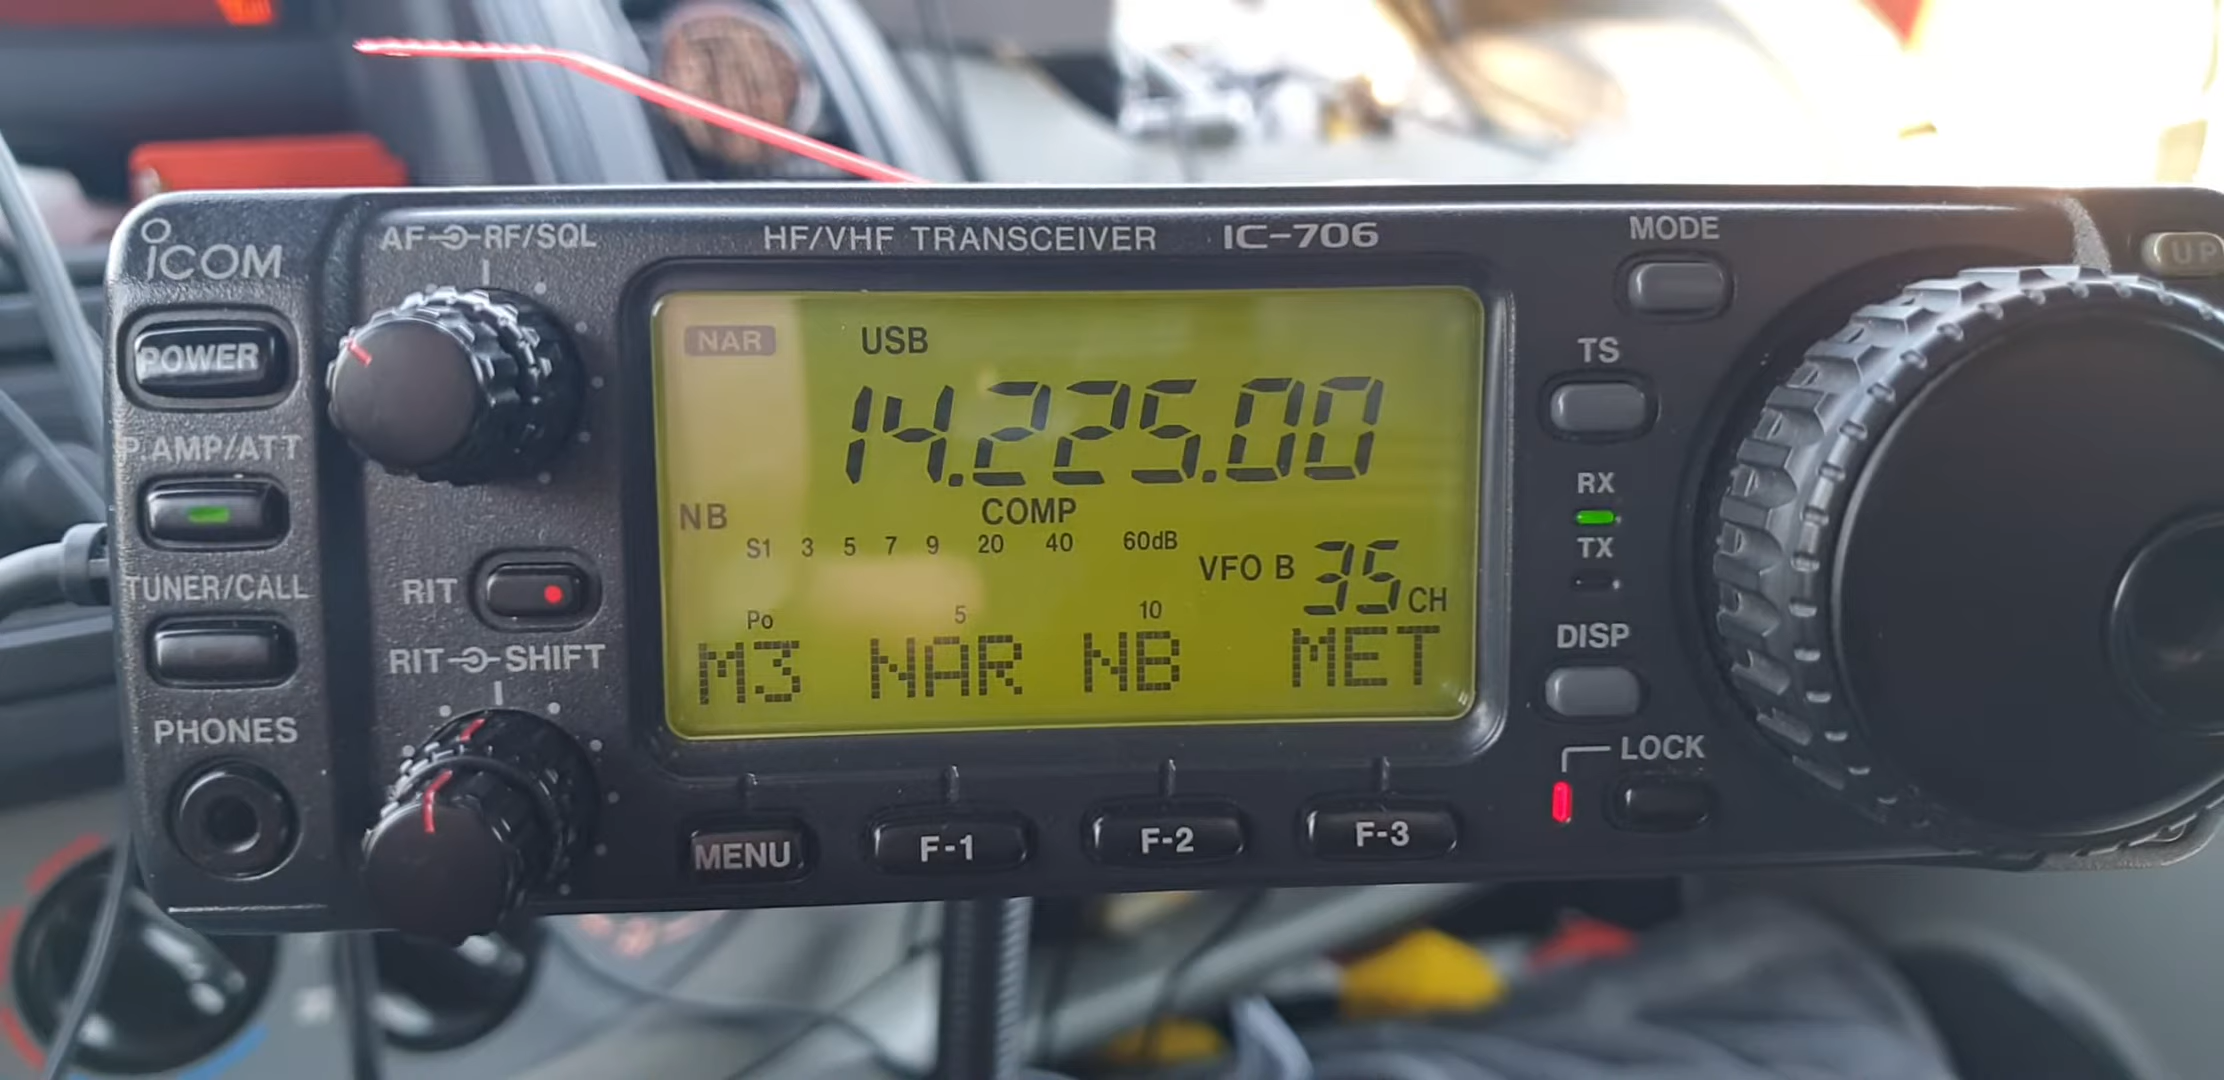 ICOM
AF RF/SQL
HF/VHF TRANSCEIVER IC-706
MODE
UP
POWER
NAR USB
TS
14.225.00
P.AMP/ATT
RX
NB COMP
S1 3 5 7 9 20 40 60dB
TX
VFO B 35 CH
TUNER/CALL
RIT
Po 5 10
DISP
RIT SHIFT
M3 NAR NB MET
PHONES
LOCK
MENU F-1 F-2 F-3